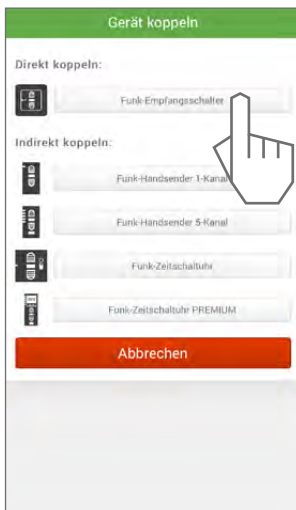 Gerät koppeln
Direkt koppeln:
Funk-Empfangsschalter
Indirekt koppeln:
Funk-Handsender 1-Kanal
Funk-Handsender 5-Kanal
Funk-Zeitschaltuhr
Funk-Zeitschaltuhr PREMIUM
Abbrechen